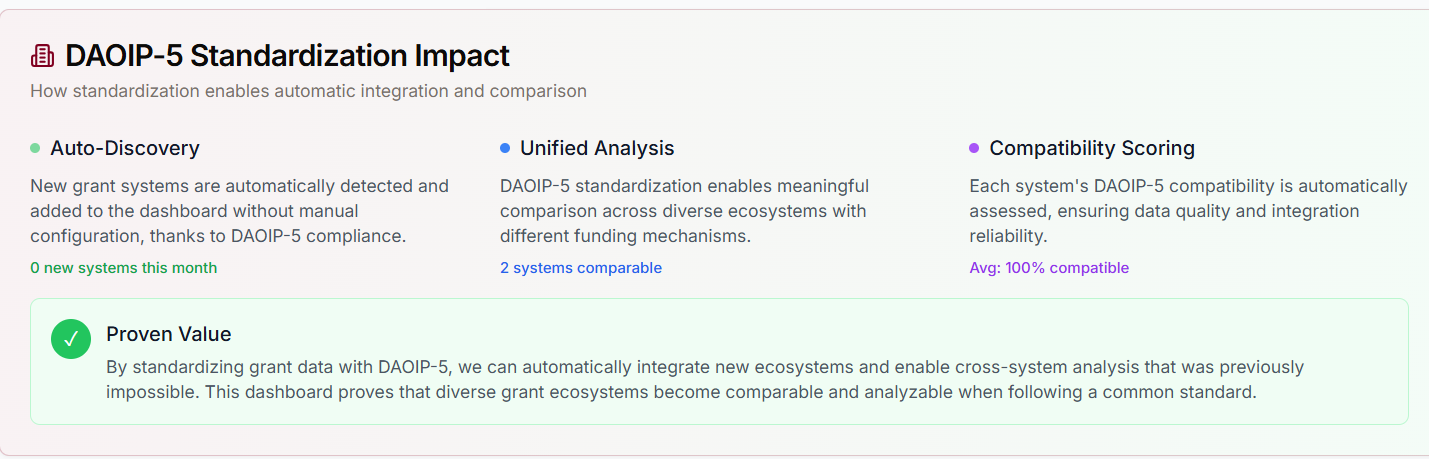 DAOIP-5 Standardization Impact
How standardization enables automatic integration and comparison
Auto-Discovery
New grant systems are automatically detected and
added to the dashboard without manual
configuration, thanks to DAOIP-5 compliance.
0 new systems this month
Unified Analysis
DAOIP-5 standardization enables meaningful
comparison across diverse ecosystems with
different funding mechanisms.
2 systems comparable
Compatibility Scoring
Each system's DAOIP-5 compatibility is automatically
assessed, ensuring data quality and integration
reliability.
Avg: 100% compatible
Proven Value
By standardizing grant data with DAOIP-5, we can automatically integrate new ecosystems and enable cross-system analysis that was previously
impossible. This dashboard proves that diverse grant ecosystems become comparable and analyzable when following a common standard.